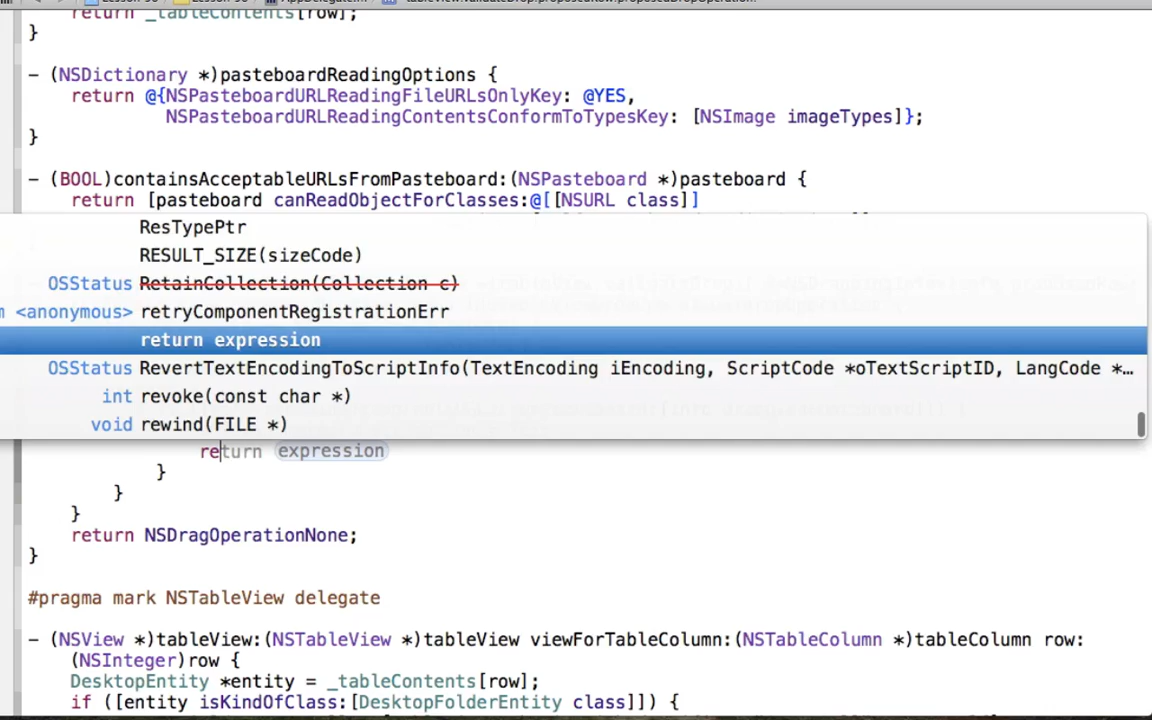 return _tableContents[row];
}
- (NSDictionary *)pasteboardReadingOptions {
return @{NSPasteboardURLReadingFileURLsOnlyKey: @YES,
NSPasteboardURLReadingContentsConformToTypesKey: [NSImage imageTypes]};
}
- (BOOL)containsAcceptableURLsFromPasteboard:(NSPasteboard *)pasteboard {
return [pasteboard canReadObjectForClasses:@[[NSURL class]]
ResTypePtr
RESULT_SIZE(sizeCode)
OSStatus RetainCollection(Collection c)
m <anonymous> retryComponentRegistrationErr
return expression
OSStatus RevertTextEncodingToScriptInfo(TextEncoding iEncoding, ScriptCode *oTextScriptID, LangCode *…
int revoke(const char *)
void rewind(FILE *)
return expression
}
}
}
return NSDragOperationNone;
}
#pragma mark NSTableView delegate
- (NSView *)tableView:(NSTableView *)tableView viewForTableColumn:(NSTableColumn *)tableColumn row:
(NSInteger)row {
DesktopEntity *entity = _tableContents[row];
if ([entity isKindOfClass:[DesktopFolderEntity class]]) {